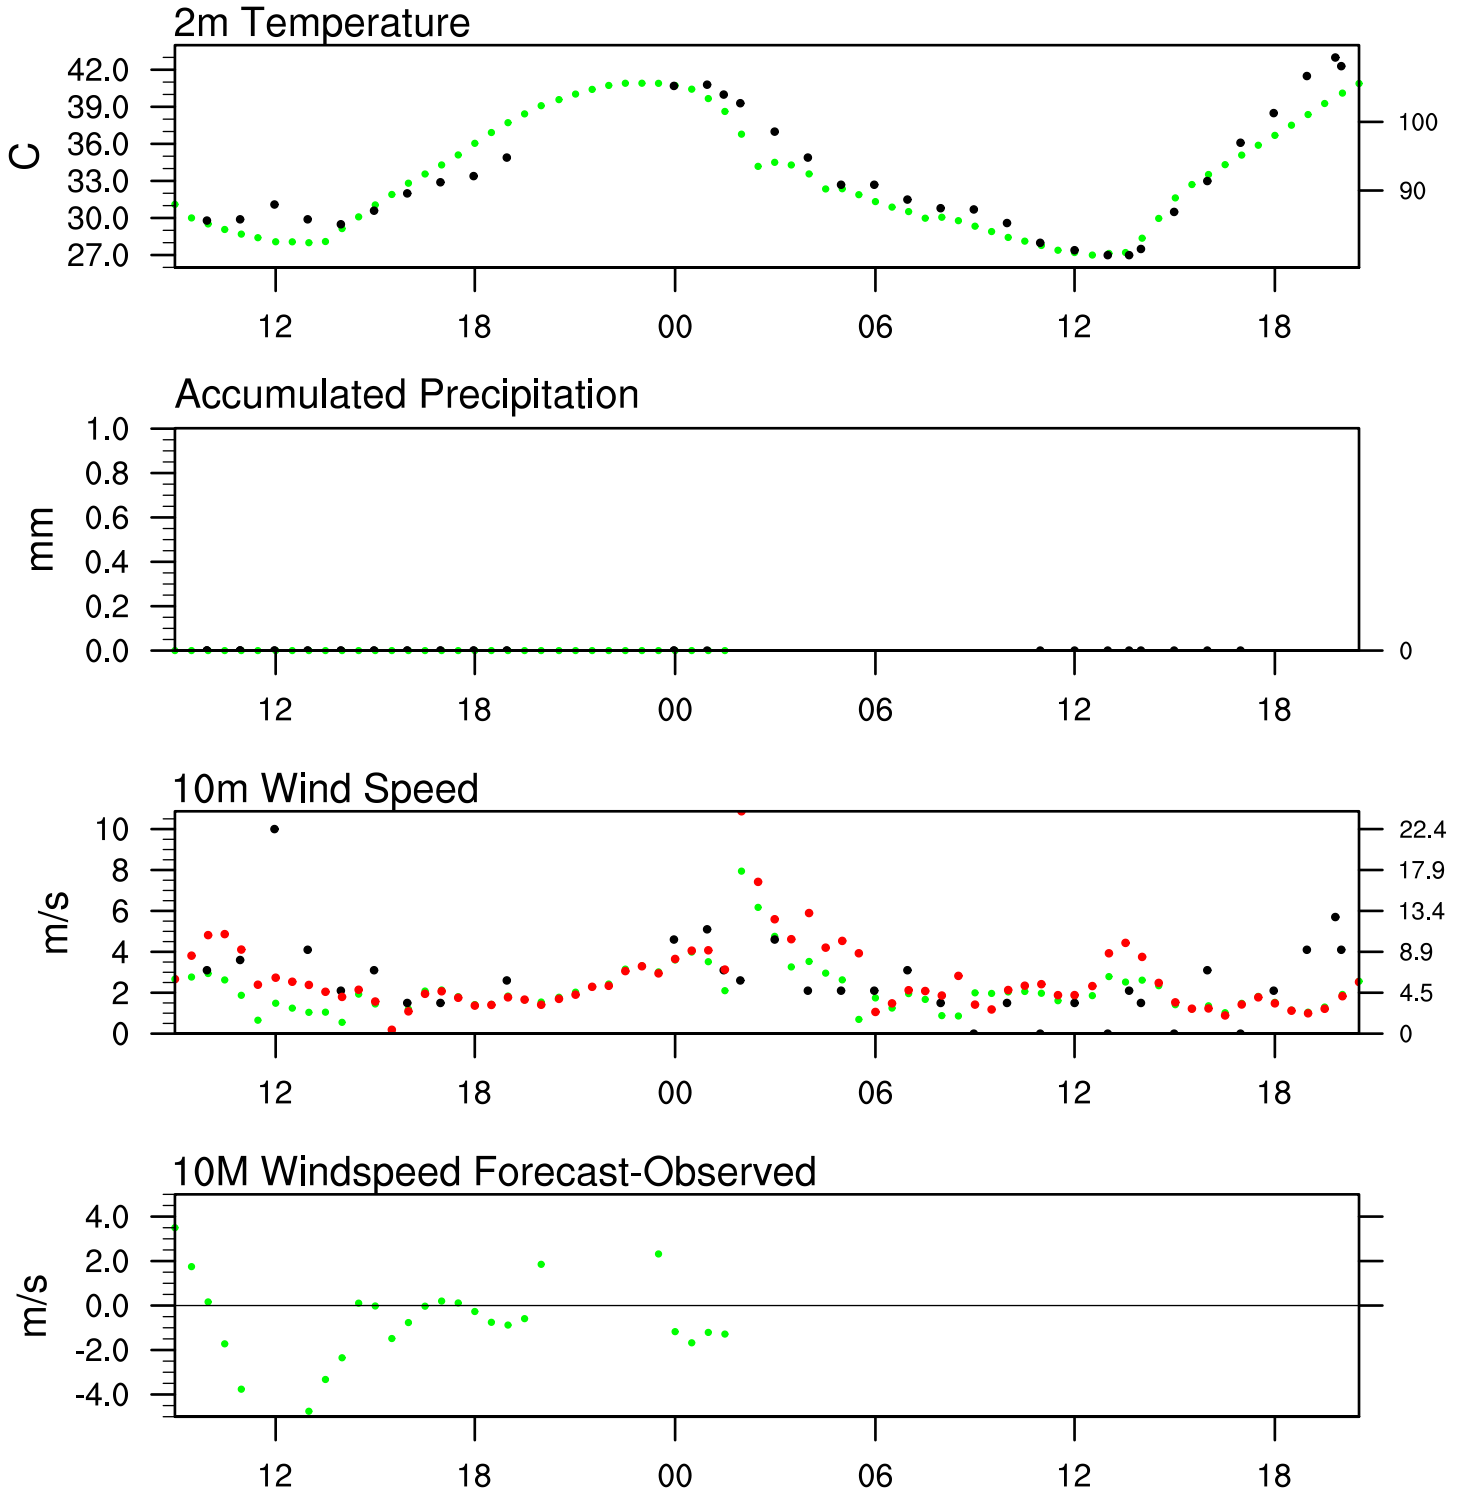 2m Temperature
42.0
39.0
36.0
33.0
30.0
27.0
C
100
90
12 18 00 06 12 18
Accumulated Precipitation
1.0
0.8
0.6
0.4
0.2
0.0
mm
0
12 18 00 06 12 18
10m Wind Speed
10
8
6
4
2
0
m/s
22.4
17.9
13.4
8.9
4.5
0
12 18 00 06 12 18
10M Windspeed Forecast-Observed
4.0
2.0
0.0
-2.0
-4.0
m/s
12 18 00 06 12 18